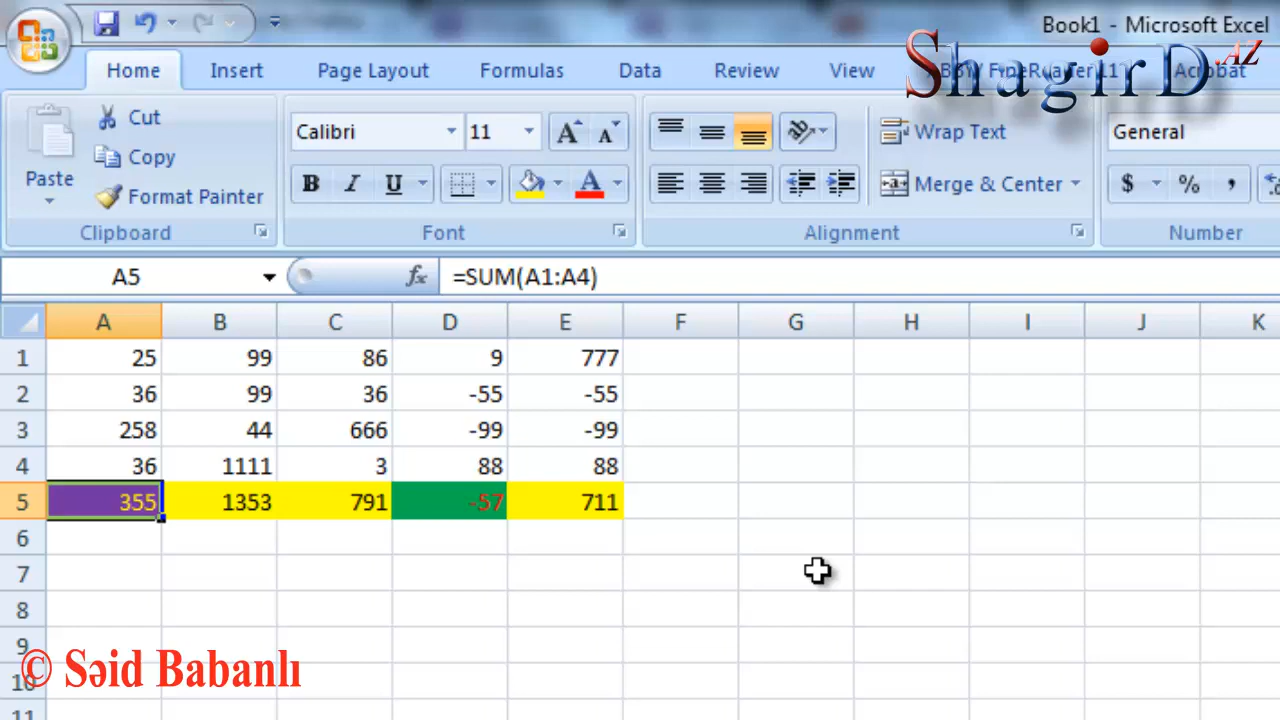 Book1 - Microsoft Excel
ShagirD.AZ
Home Insert Page Layout Formulas Data Review View Acrobat
Cut
Copy
Format Painter
Paste
Clipboard
Calibri 11
A A
B I U A
Font
Wrap Text
Merge & Center
Alignment
General
$ % ,
Number
A5 fx =SUM(A1:A4)
A B C D E F G H I J K
1 25 99 86 9 777
2 36 99 36 -55 -55
3 258 44 666 -99 -99
4 36 1111 3 88 88
5 355 1353 791 -57 711
6
7
8
9
10
11
© Səid Babanlı